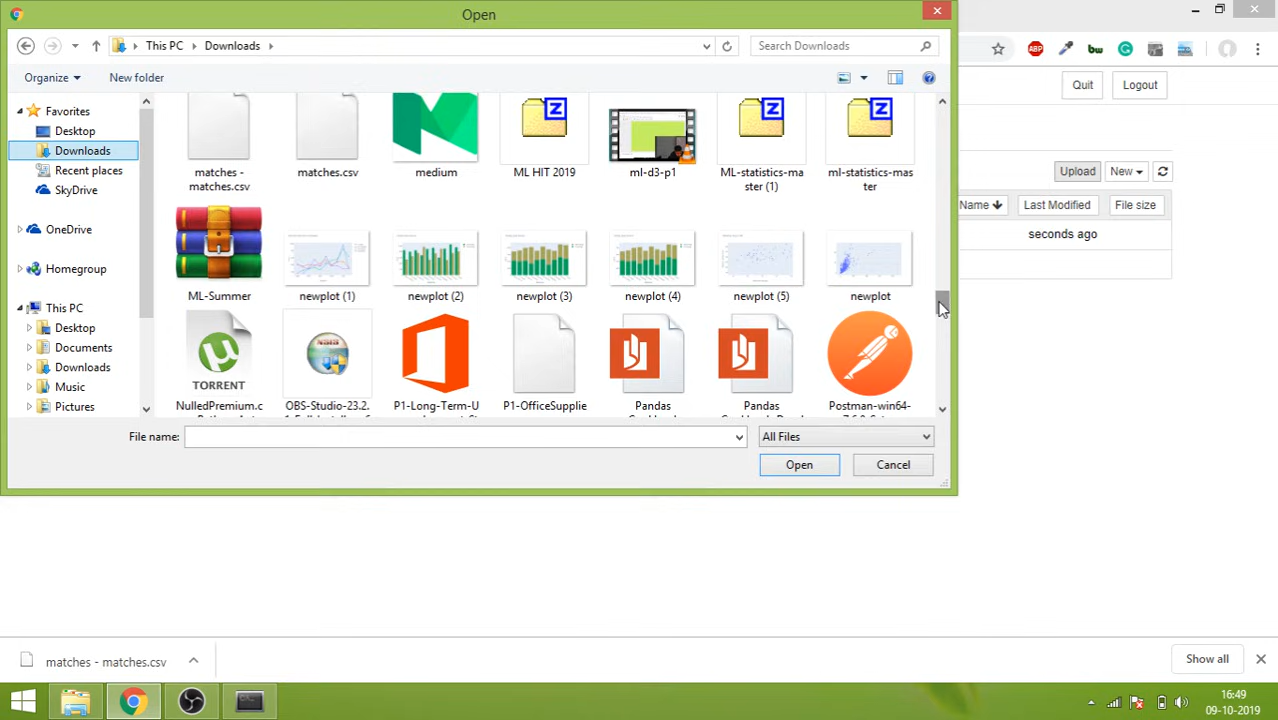 Open
This PC
Downloads
Search Downloads
ABP
bw
Organize
New folder
Quit
Logout
Favorites
Desktop
Downloads
Recent places
SkyDrive
OneDrive
Homegroup
This PC
Desktop
Documents
Downloads
Music
Pictures
matches -
matches.csv
matches.csv
medium
Z
ML HIT 2019
ml-d3-p1
Z
ML-statistics-ma
ster (1)
Z
ml-statistics-mas
ter
Upload
New
Name
Last Modified
File size
seconds ago
ML-Summer
newplot (1)
newplot (2)
newplot (3)
newplot (4)
newplot (5)
newplot
TORRENT
NulledPremium.c
OBS-Studio-23.2.
P1-Long-Term-U
P1-OfficeSupplie
Pandas
Pandas
Postman-win64-
File name:
All Files
Open
Cancel
matches - matches.csv
Show all
16:49
09-10-2019